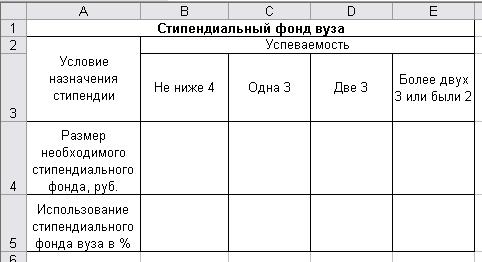 A B C D E
1 Стипендиальный фонд вуза
2 Успеваемость
Условие
назначения
стипендии
3 Не ниже 4 Одна 3 Две 3 Более двух
3 или были 2
Размер
необходимого
стипендиального
4 фонда, руб.
Использование
стипендиального
5 фонда вуза в %
6